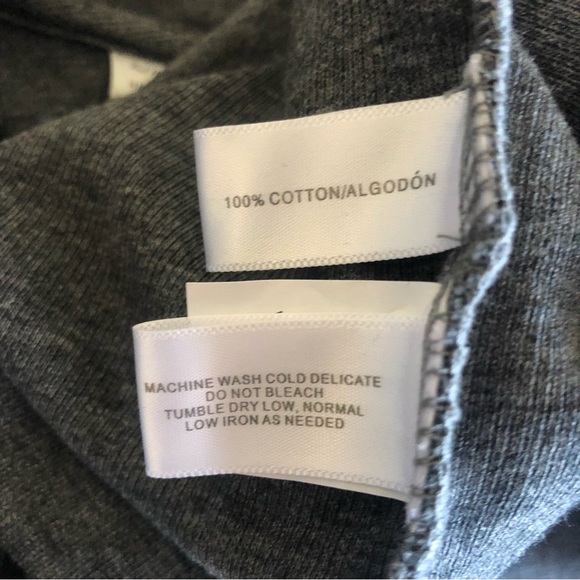 100% COTTON/ALGODÓN
MACHINE WASH COLD DELICATE
DO NOT BLEACH
TUMBLE DRY LOW, NORMAL
LOW IRON AS NEEDED